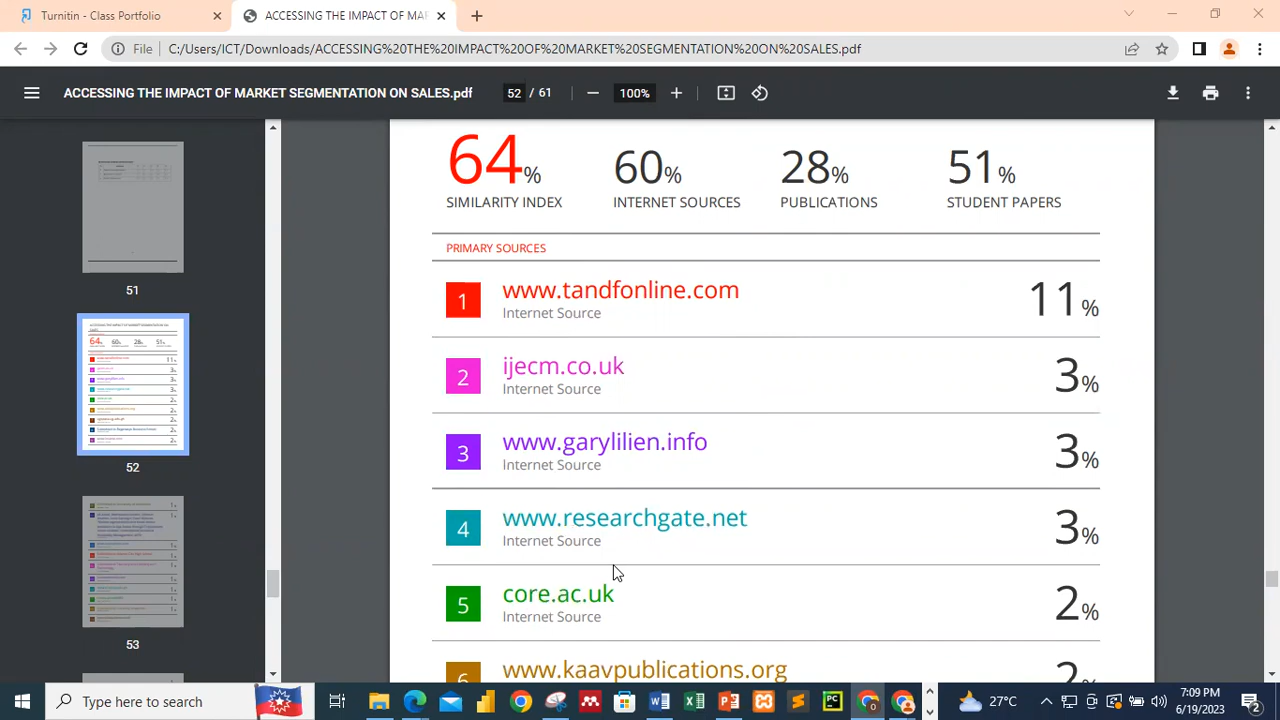 Turnitin - Class Portfolio
ACCESSING THE IMPACT OF MAR
File
C:/Users/ICT/Downloads/ACCESSING%20THE%20IMPACT%20OF%20MARKET%20SEGMENTATION%20ON%20SALES.pdf
ACCESSING THE IMPACT OF MARKET SEGMENTATION ON SALES.pdf
52 / 61
100%
51
52
53
64%
SIMILARITY INDEX
60%
INTERNET SOURCES
28%
PUBLICATIONS
51%
STUDENT PAPERS
PRIMARY SOURCES
1 www.tandfonline.com 11%
Internet Source
2 ijecm.co.uk 3%
Internet Source
3 www.garylilien.info 3%
Internet Source
4 www.researchgate.net 3%
Internet Source
5 core.ac.uk 2%
Internet Source
6 www.kaavpublications.org 2%
Type here to search
27°C
7:09 PM
6/19/2023
2